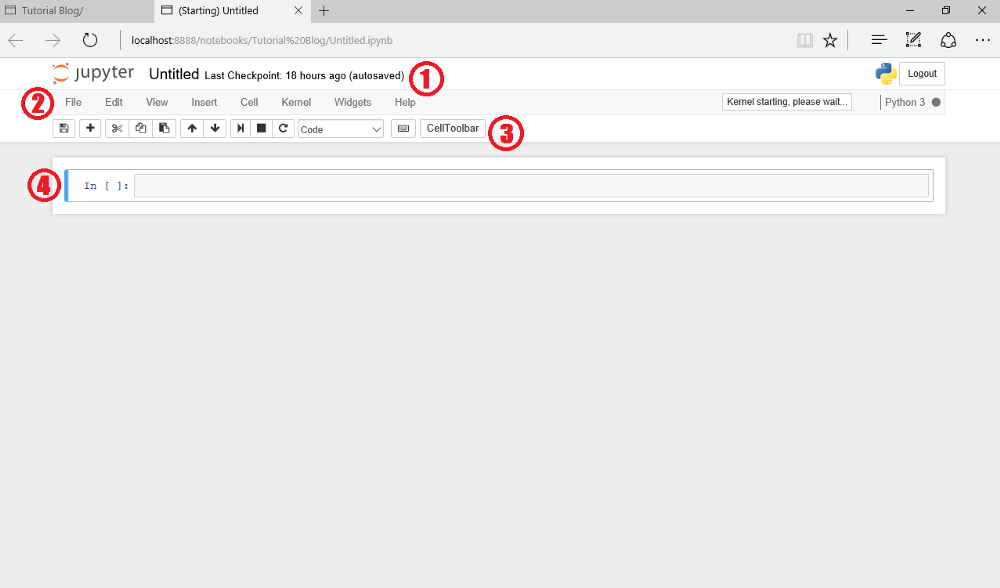 Tutorial Blog/ (Starting) Untitled
localhost:8888/notebooks/Tutorial%20Blog/Untitled.ipynb
jupyter Untitled Last Checkpoint: 18 hours ago (autosaved) 1 Logout
2 File Edit View Insert Cell Kernel Widgets Help Kernel starting, please wait... Python 3
Code CellToolbar 3
4 In [ ]: